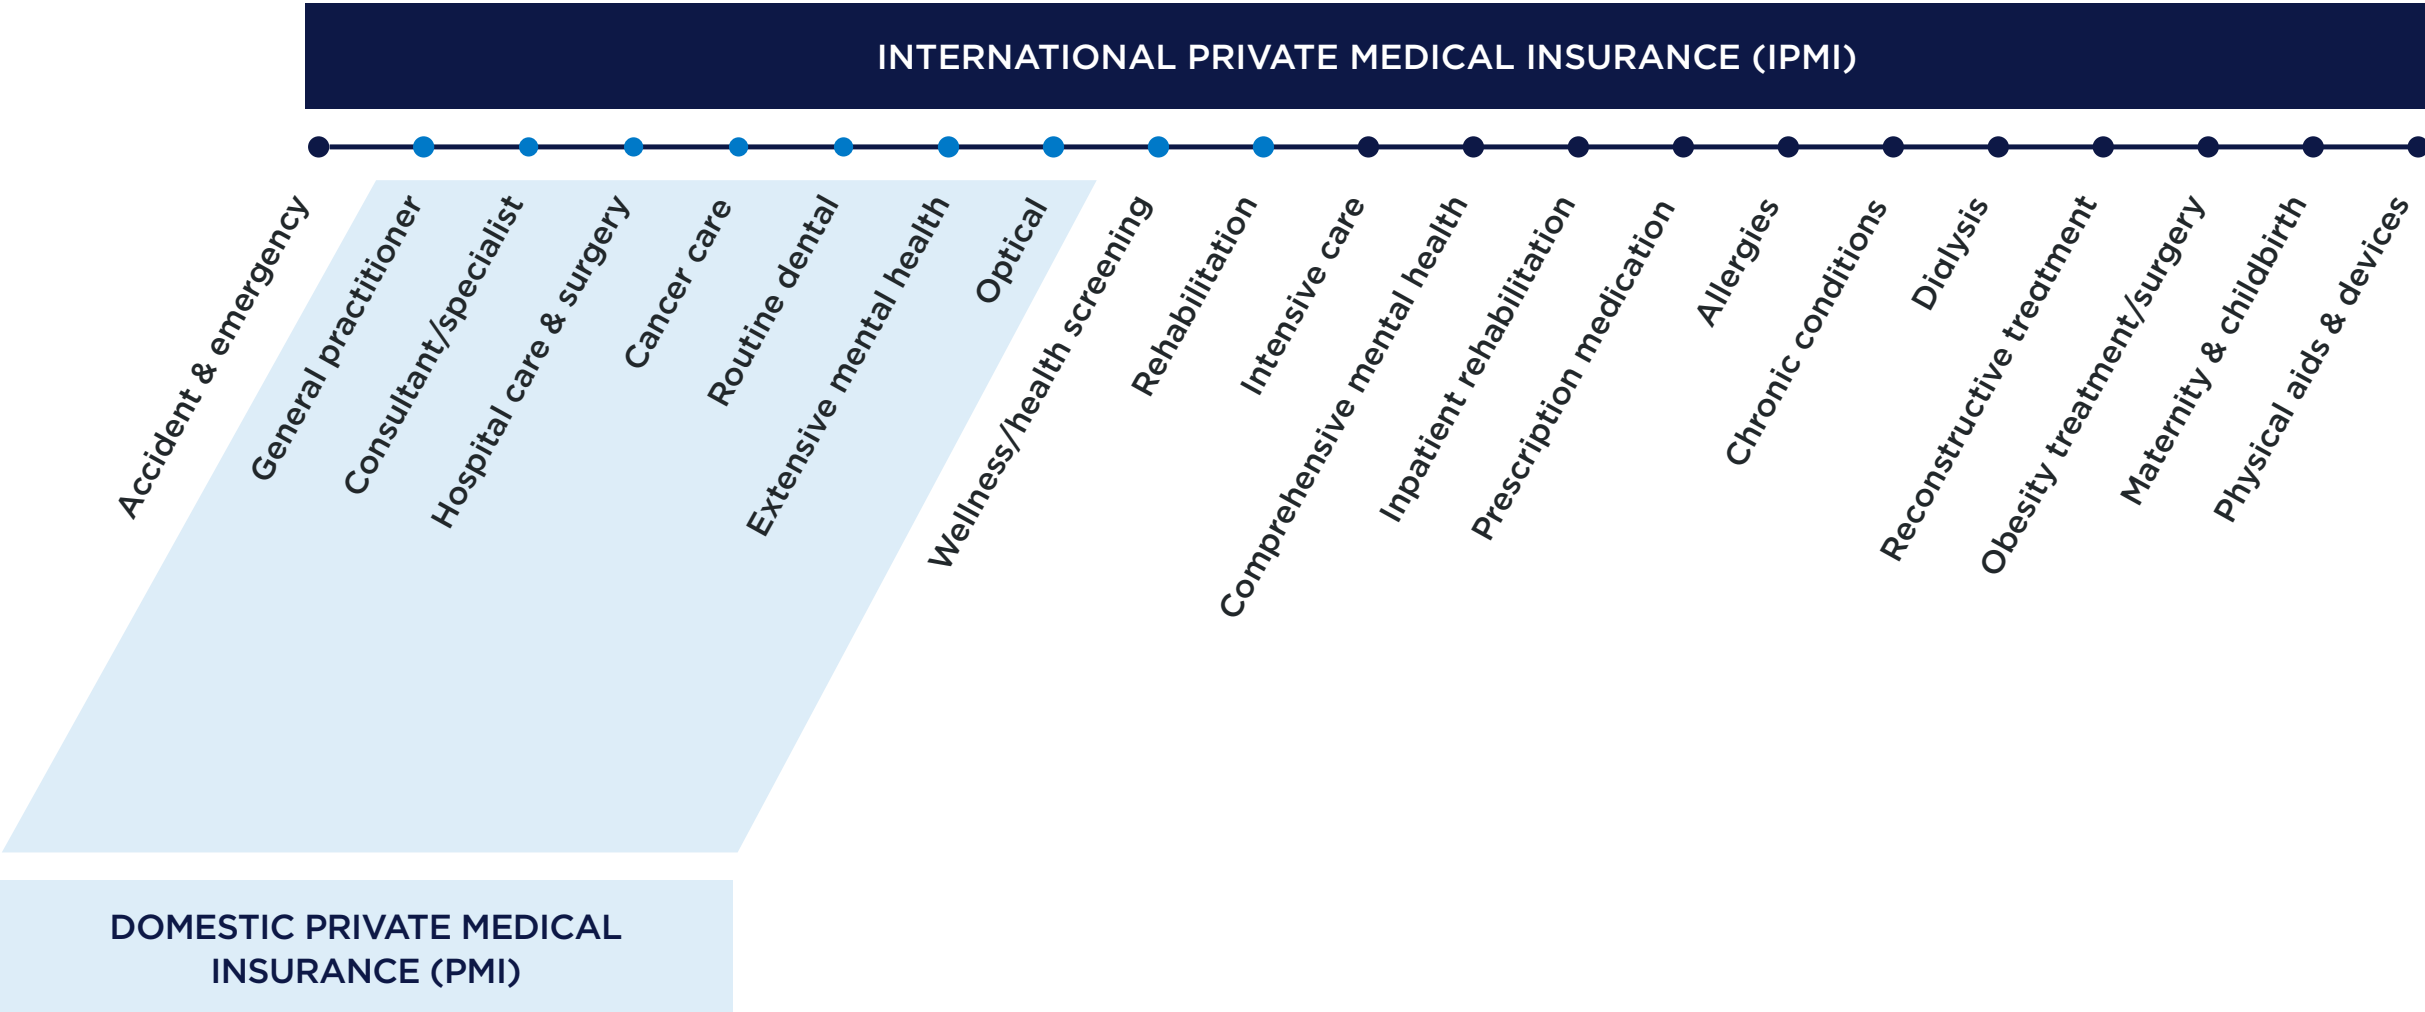 INTERNATIONAL PRIVATE MEDICAL INSURANCE (IPMI)
Accident & emergency
General practitioner
Consultant/specialist
Hospital care & surgery
Cancer care
Routine dental
Extensive mental health
Optical
Wellness/health screening
Rehabilitation
Intensive care
Comprehensive mental health
Inpatient rehabilitation
Prescription medication
Allergies
Chronic conditions
Dialysis
Reconstructive treatment
Obesity treatment/surgery
Maternity & childbirth
Physical aids & devices
DOMESTIC PRIVATE MEDICAL
INSURANCE (PMI)